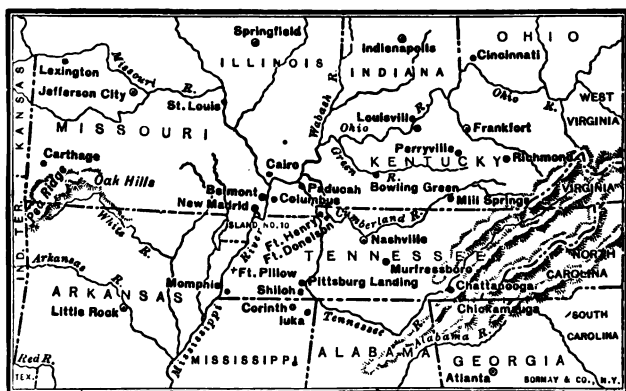 Springfield
Indianapolis
OHIO
Cincinnati
KANSAS
Lexington
Missouri R.
ILLINOIS
INDIANA
Wabash R.
Jefferson City
St. Louis
Ohio R.
WEST VIRGINIA
Louisville
Ohio R.
Frankfort
MISSOURI
Perryville
Green R.
KENTUCKY
Richmond
Carthage
Cairo
Paducah
Bowling Green
VIRGINIA
Oak Hills
Pea Ridge
Belmont
Columbus
Mill Springs
New Madrid
Cumberland R.
IND. TER.
White R.
ISLAND NO. 10
Ft. Henry
Ft. Donelson
Nashville
TENNESSEE
NORTH CAROLINA
Arkansas R.
Murfreesboro
Ft. Pillow
Memphis
Pittsburg Landing
Shiloh
Chattanooga
ARKANSAS
Chickamauga
Little Rock
Corinth
Iuka
Tennessee R.
Alabama R.
SOUTH CAROLINA
Mississippi River
Red R.
TEX.
MISSISSIPPI
ALABAMA
GEORGIA
Atlanta
BORMAY & CO., N.Y.